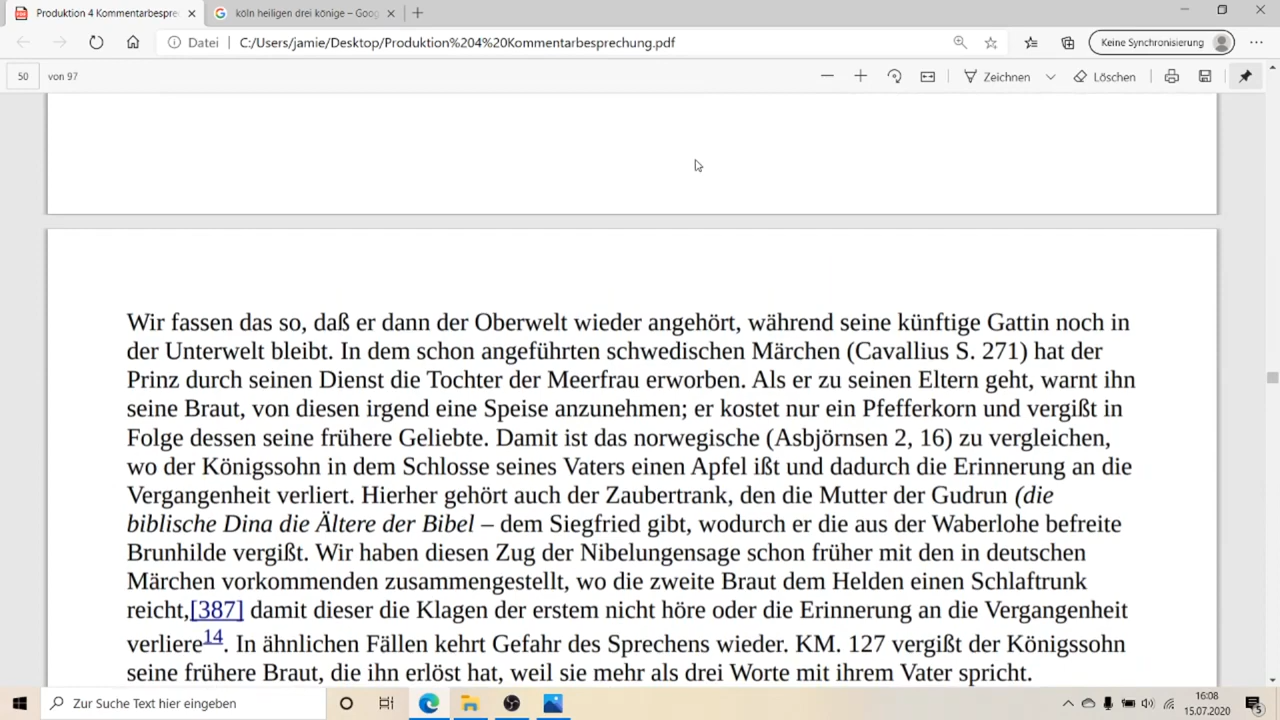 Produktion 4 Kommentarbespre
köln heiligen drei könige – Goog
Datei
C:/Users/jamie/Desktop/Produktion%204%20Kommentarbesprechung.pdf
Keine Synchronisierung
50 von 97
Zeichnen
Löschen
Wir fassen das so, daß er dann der Oberwelt wieder angehört, während seine künftige Gattin noch in
der Unterwelt bleibt. In dem schon angeführten schwedischen Märchen (Cavallius S. 271) hat der
Prinz durch seinen Dienst die Tochter der Meerfrau erworben. Als er zu seinen Eltern geht, warnt ihn
seine Braut, von diesen irgend eine Speise anzunehmen; er kostet nur ein Pfefferkorn und vergißt in
Folge dessen seine frühere Geliebte. Damit ist das norwegische (Asbjörnsen 2, 16) zu vergleichen,
wo der Königssohn in dem Schlosse seines Vaters einen Apfel ißt und dadurch die Erinnerung an die
Vergangenheit verliert. Hierher gehört auch der Zaubertrank, den die Mutter der Gudrun (die
biblische Dina die Ältere der Bibel – dem Siegfried gibt, wodurch er die aus der Waberlohe befreite
Brunhilde vergißt. Wir haben diesen Zug der Nibelungensage schon früher mit den in deutschen
Märchen vorkommenden zusammengestellt, wo die zweite Braut dem Helden einen Schlaftrunk
reicht,[387] damit dieser die Klagen der erstem nicht höre oder die Erinnerung an die Vergangenheit
verliere14. In ähnlichen Fällen kehrt Gefahr des Sprechens wieder. KM. 127 vergißt der Königssohn
seine frühere Braut, die ihn erlöst hat, weil sie mehr als drei Worte mit ihrem Vater spricht.
Zur Suche Text hier eingeben
16:08
15.07.2020
5